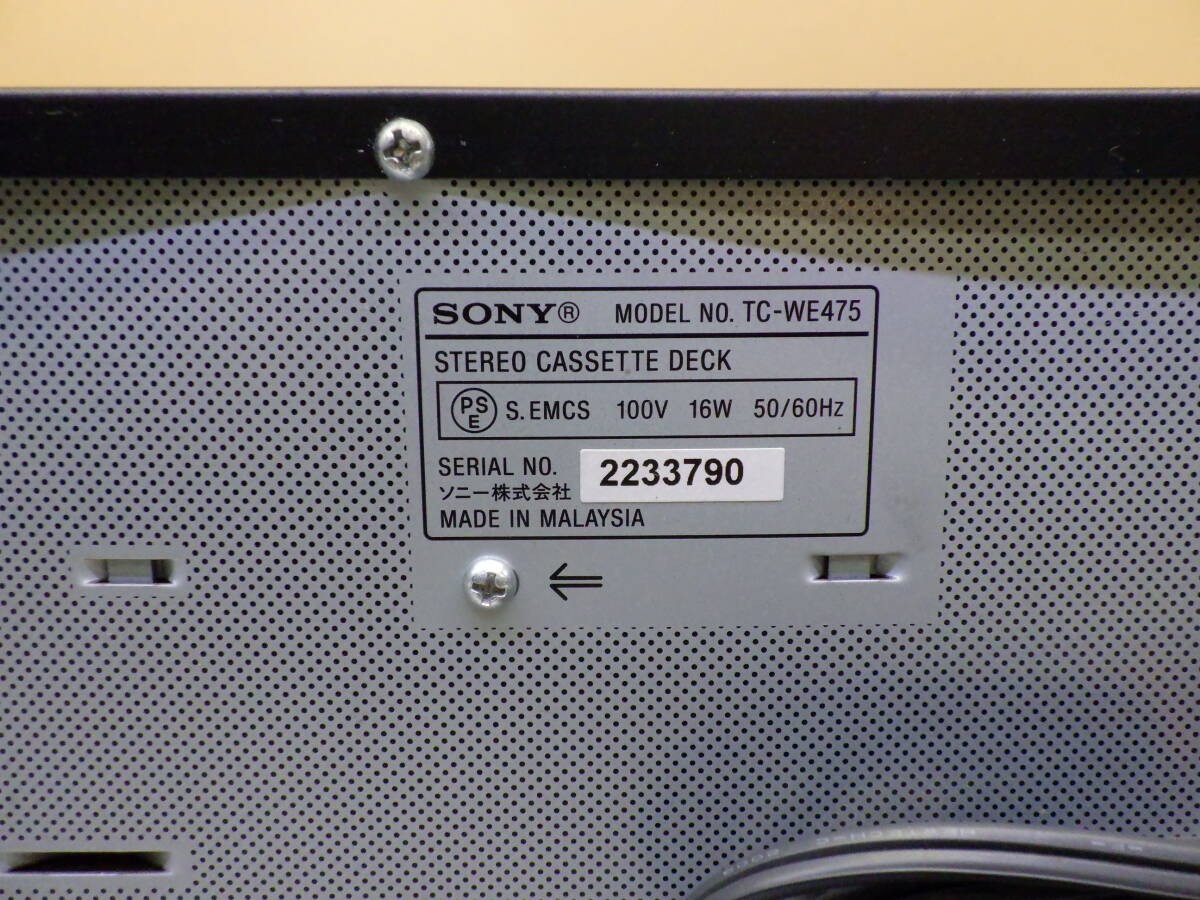 SONY® MODEL NO. TC-WE475
STEREO CASSETTE DECK
PS E S. EMCS 100V 16W 50/60Hz
SERIAL NO. 2233790
ソニー株式会社
MADE IN MALAYSIA